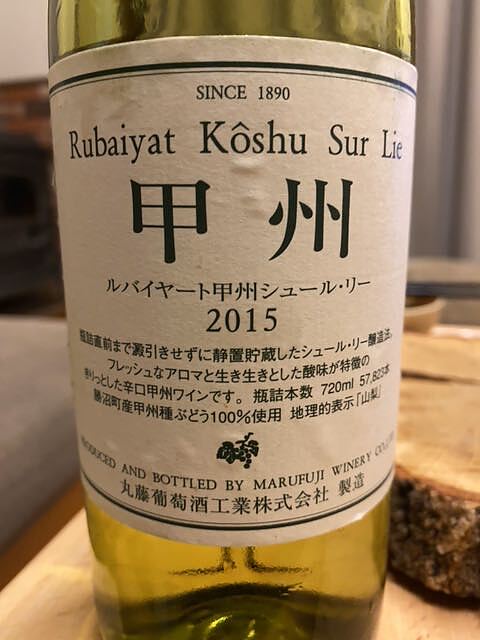 SINCE 1890
Rubaiyat Kôshu Sur Lie
甲州
ルバイヤート甲州シュール・リー
2015
瓶詰直前まで澱引きせずに静置貯蔵したシュール・リー醸造法。
フレッシュなアロマと生き生きとした酸味が特徴の
きりっとした辛口甲州ワインです。 瓶詰本数 720ml 57,823本
勝沼町産甲州種ぶどう100%使用 地理的表示「山梨」
PRODUCED AND BOTTLED BY MARUFUJI WINERY CO.,LTD
丸藤葡萄酒工業株式会社 製造